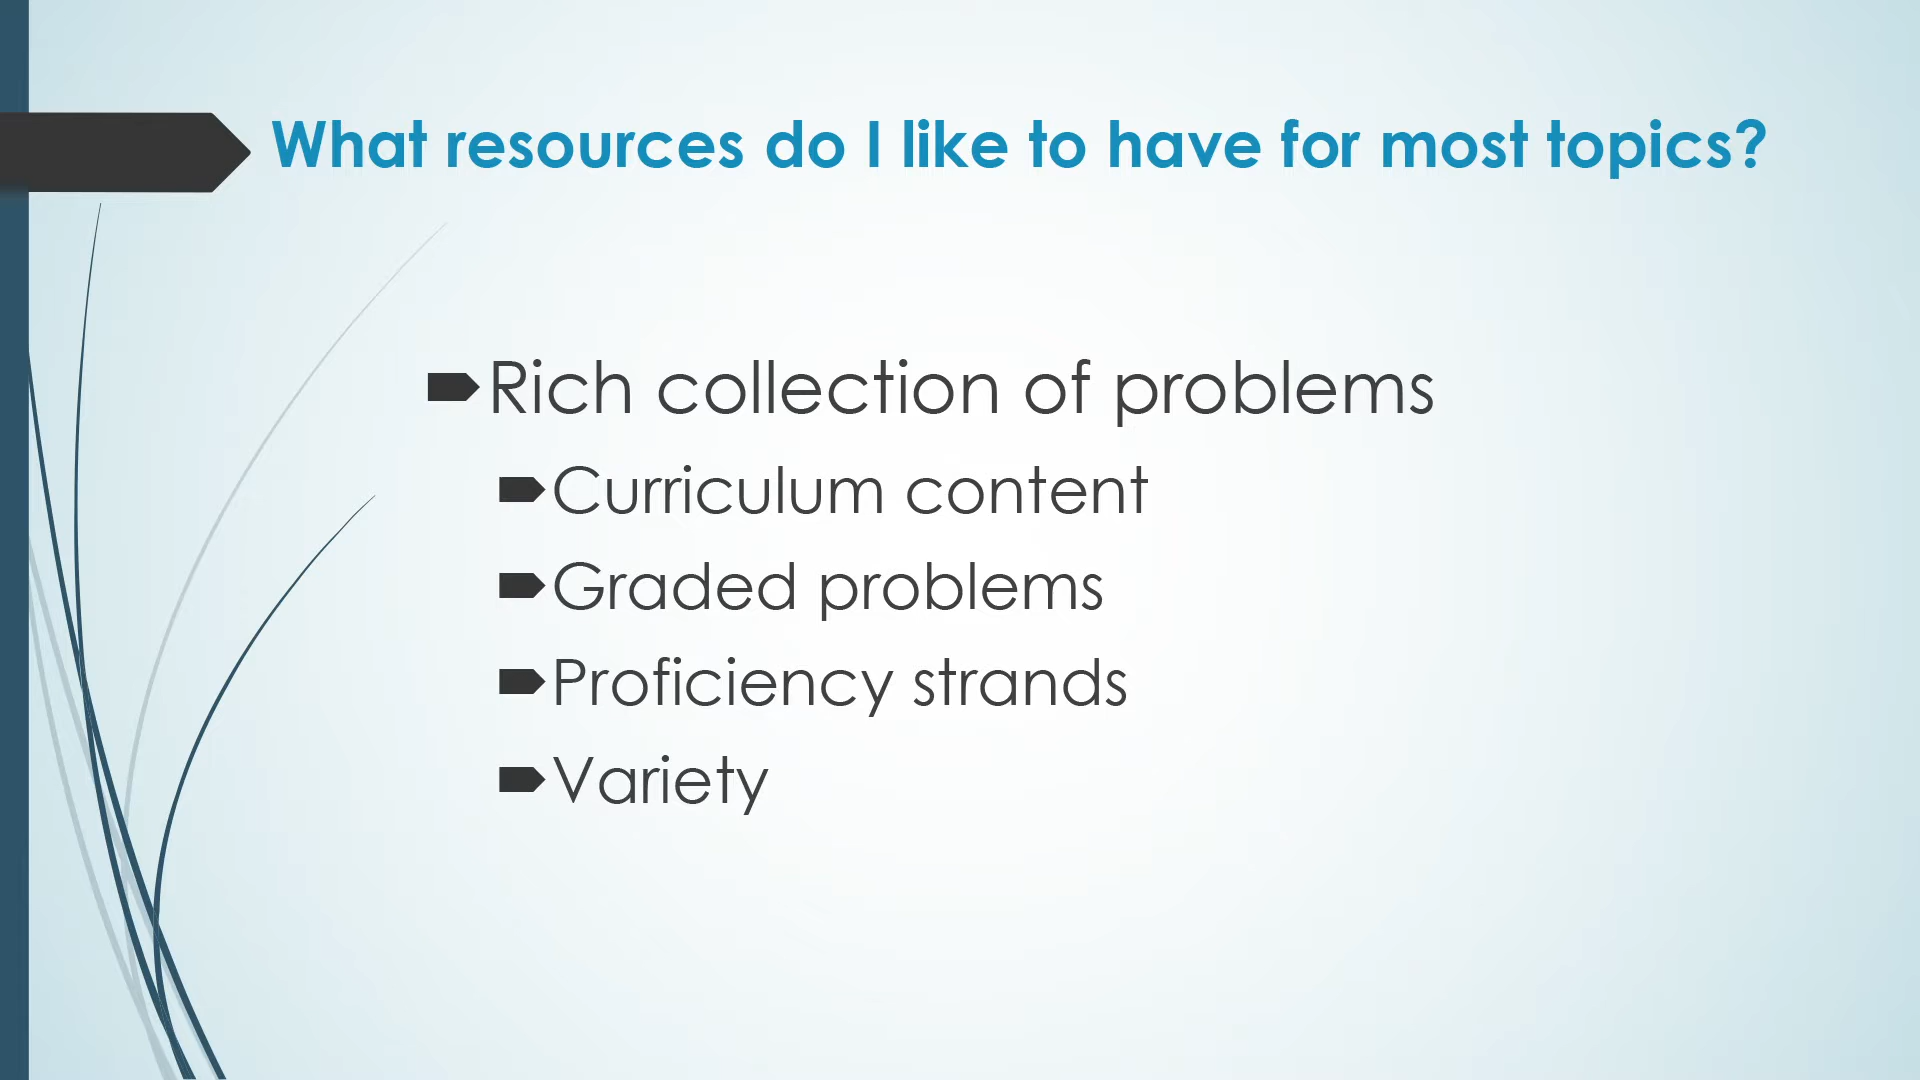 What resources do I like to have for most topics?
Rich collection of problems
Curriculum content
Graded problems
Proficiency strands
Variety